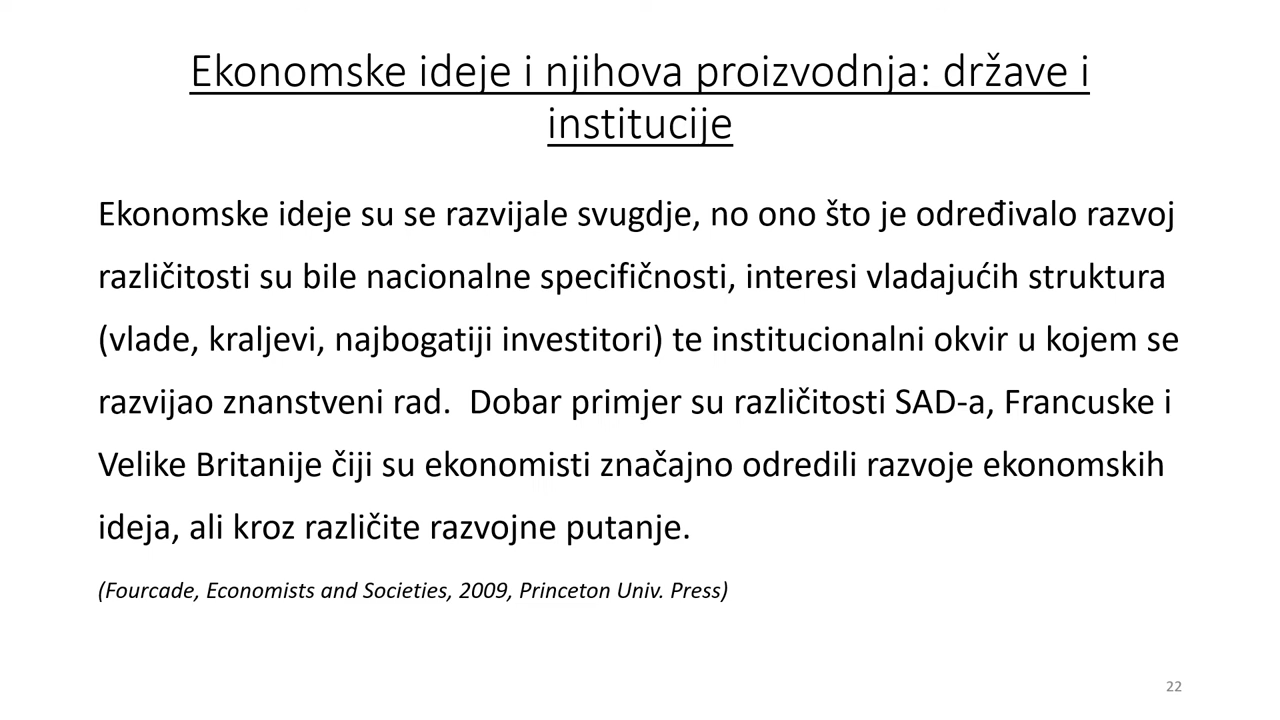 Ekonomske ideje i njihova proizvodnja: države i
institucije
Ekonomske ideje su se razvijale svugdje, no ono što je određivalo razvoj
različitosti su bile nacionalne specifičnosti, interesi vladajućih struktura
(vlade, kraljevi, najbogatiji investitori) te institucionalni okvir u kojem se
razvijao znanstveni rad.  Dobar primjer su različitosti SAD-a, Francuske i
Velike Britanije čiji su ekonomisti značajno odredili razvoje ekonomskih
ideja, ali kroz različite razvojne putanje.
(Fourcade, Economists and Societies, 2009, Princeton Univ. Press)
22